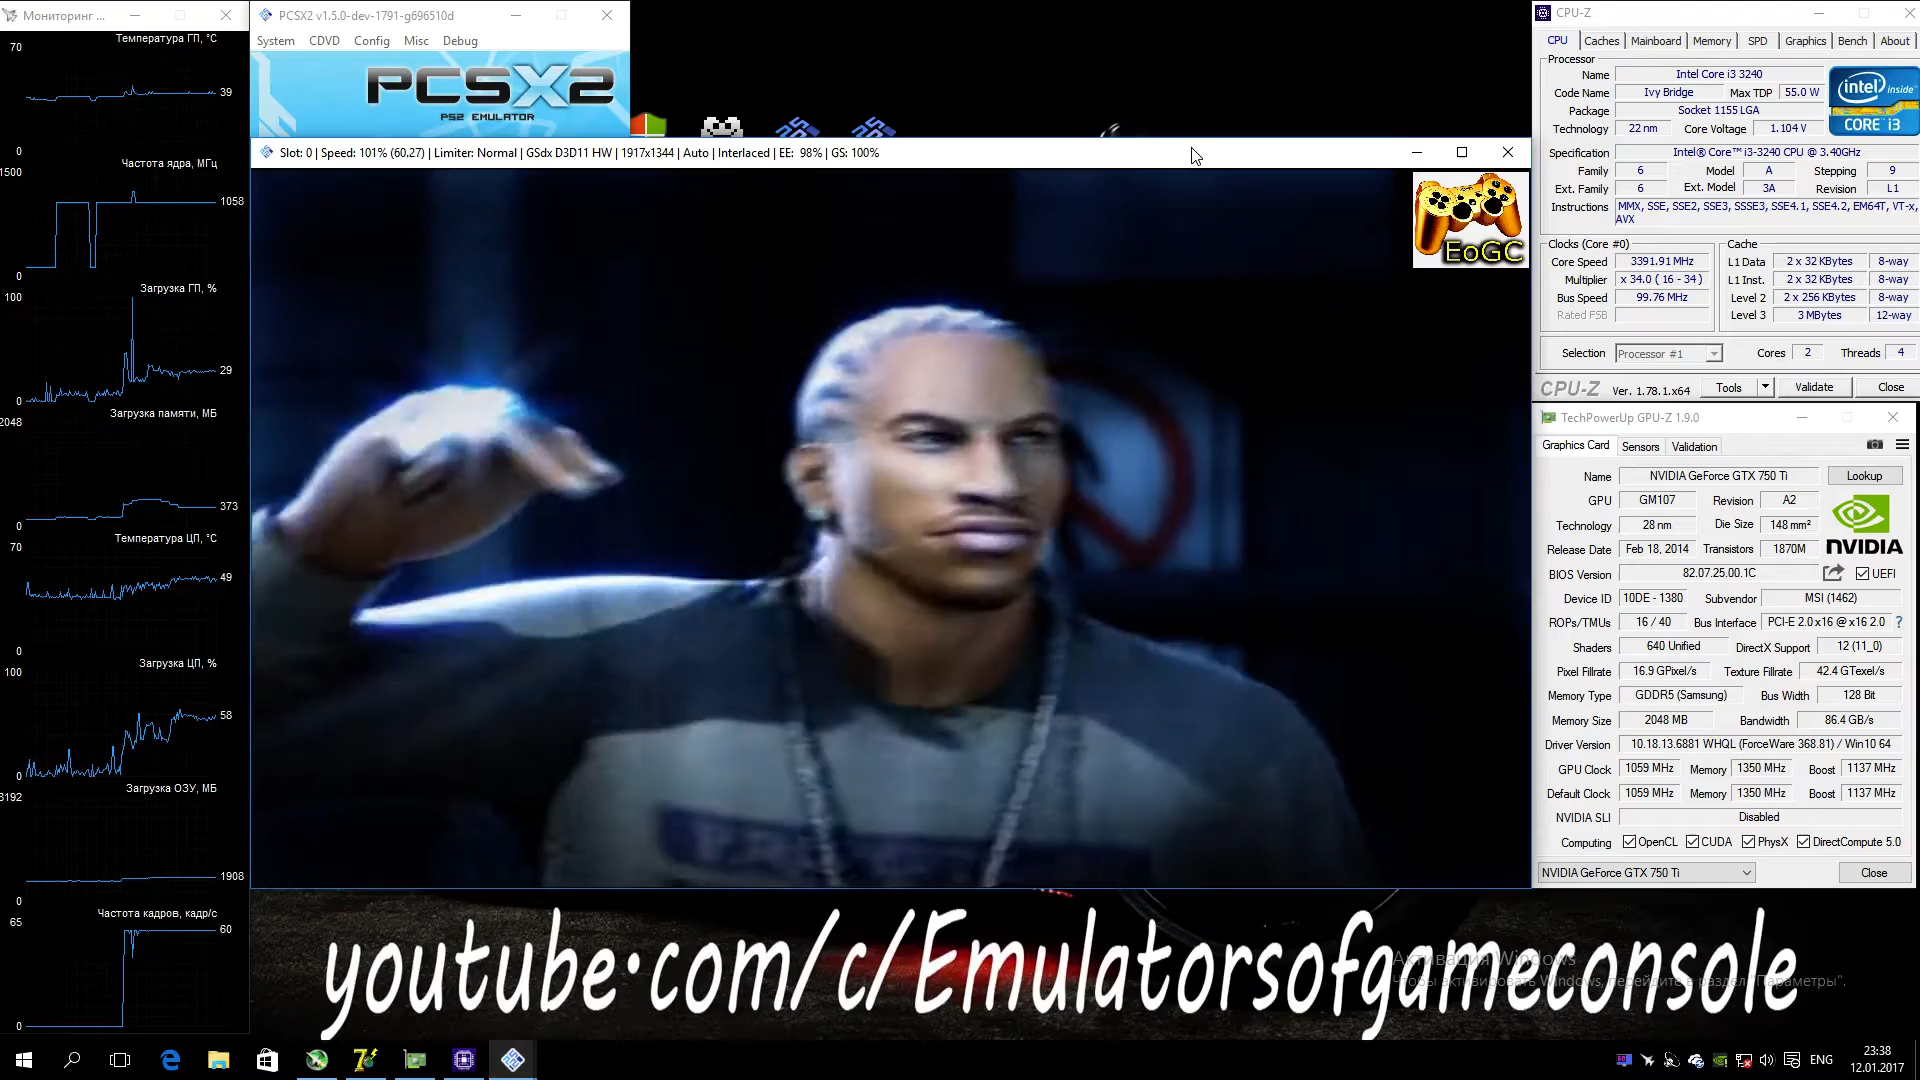 Мониторинг ...
Температура ГП, °C
70
39
0
Частота ядра, МГц
1500
1058
0
Загрузка ГП, %
100
29
0
Загрузка памяти, МБ
2048
373
0
Температура ЦП, °C
70
49
0
Загрузка ЦП, %
100
58
0
Загрузка ОЗУ, МБ
8192
1908
0
Частота кадров, кадр/с
65
60
0
PCSX2 v1.5.0-dev-1791-g696510d
System CDVD Config Misc Debug
PCSX2
PS2 EMULATOR
Slot: 0 | Speed: 101% (60.27) | Limiter: Normal | GSdx D3D11 HW | 1917x1344 | Auto | Interlaced | EE: 98% | GS: 100%
EoGC
CPU-Z
CPU Caches Mainboard Memory SPD Graphics Bench About
Processor
Name Intel Core i3 3240
Code Name Ivy Bridge Max TDP 55.0 W
Package Socket 1155 LGA
Technology 22 nm Core Voltage 1.104 V
intel inside™
CORE i3
Specification Intel® Core™ i3-3240 CPU @ 3.40GHz
Family 6 Model A Stepping 9
Ext. Family 6 Ext. Model 3A Revision L1
Instructions MMX, SSE, SSE2, SSE3, SSSE3, SSE4.1, SSE4.2, EM64T, VT-x,
AVX
Clocks (Core #0) Cache
Core Speed 3391.91 MHz L1 Data 2 x 32 KBytes 8-way
Multiplier x 34.0 ( 16 - 34 ) L1 Inst. 2 x 32 KBytes 8-way
Bus Speed 99.76 MHz Level 2 2 x 256 KBytes 8-way
Rated FSB Level 3 3 MBytes 12-way
Selection Processor #1 Cores 2 Threads 4
CPU-Z Ver. 1.78.1.x64 Tools Validate Close
TechPowerUp GPU-Z 1.9.0
Graphics Card Sensors Validation
Name NVIDIA GeForce GTX 750 Ti Lookup
GPU GM107 Revision A2
Technology 28 nm Die Size 148 mm²
Release Date Feb 18, 2014 Transistors 1870M
NVIDIA
BIOS Version 82.07.25.00.1C UEFI
Device ID 10DE - 1380 Subvendor MSI (1462)
ROPs/TMUs 16 / 40 Bus Interface PCI-E 2.0 x16 @ x16 2.0 ?
Shaders 640 Unified DirectX Support 12 (11_0)
Pixel Fillrate 16.9 GPixel/s Texture Fillrate 42.4 GTexel/s
Memory Type GDDR5 (Samsung) Bus Width 128 Bit
Memory Size 2048 MB Bandwidth 86.4 GB/s
Driver Version 10.18.13.6881 WHQL (ForceWare 368.81) / Win10 64
GPU Clock 1059 MHz Memory 1350 MHz Boost 1137 MHz
Default Clock 1059 MHz Memory 1350 MHz Boost 1137 MHz
NVIDIA SLI Disabled
Computing OpenCL CUDA PhysX DirectCompute 5.0
NVIDIA GeForce GTX 750 Ti Close
youtube.com/c/Emulatorsofgameconsole
Активация Windows
Чтобы активировать Windows, перейдите в раздел "Параметры".
ENG
23:38
12.01.2017